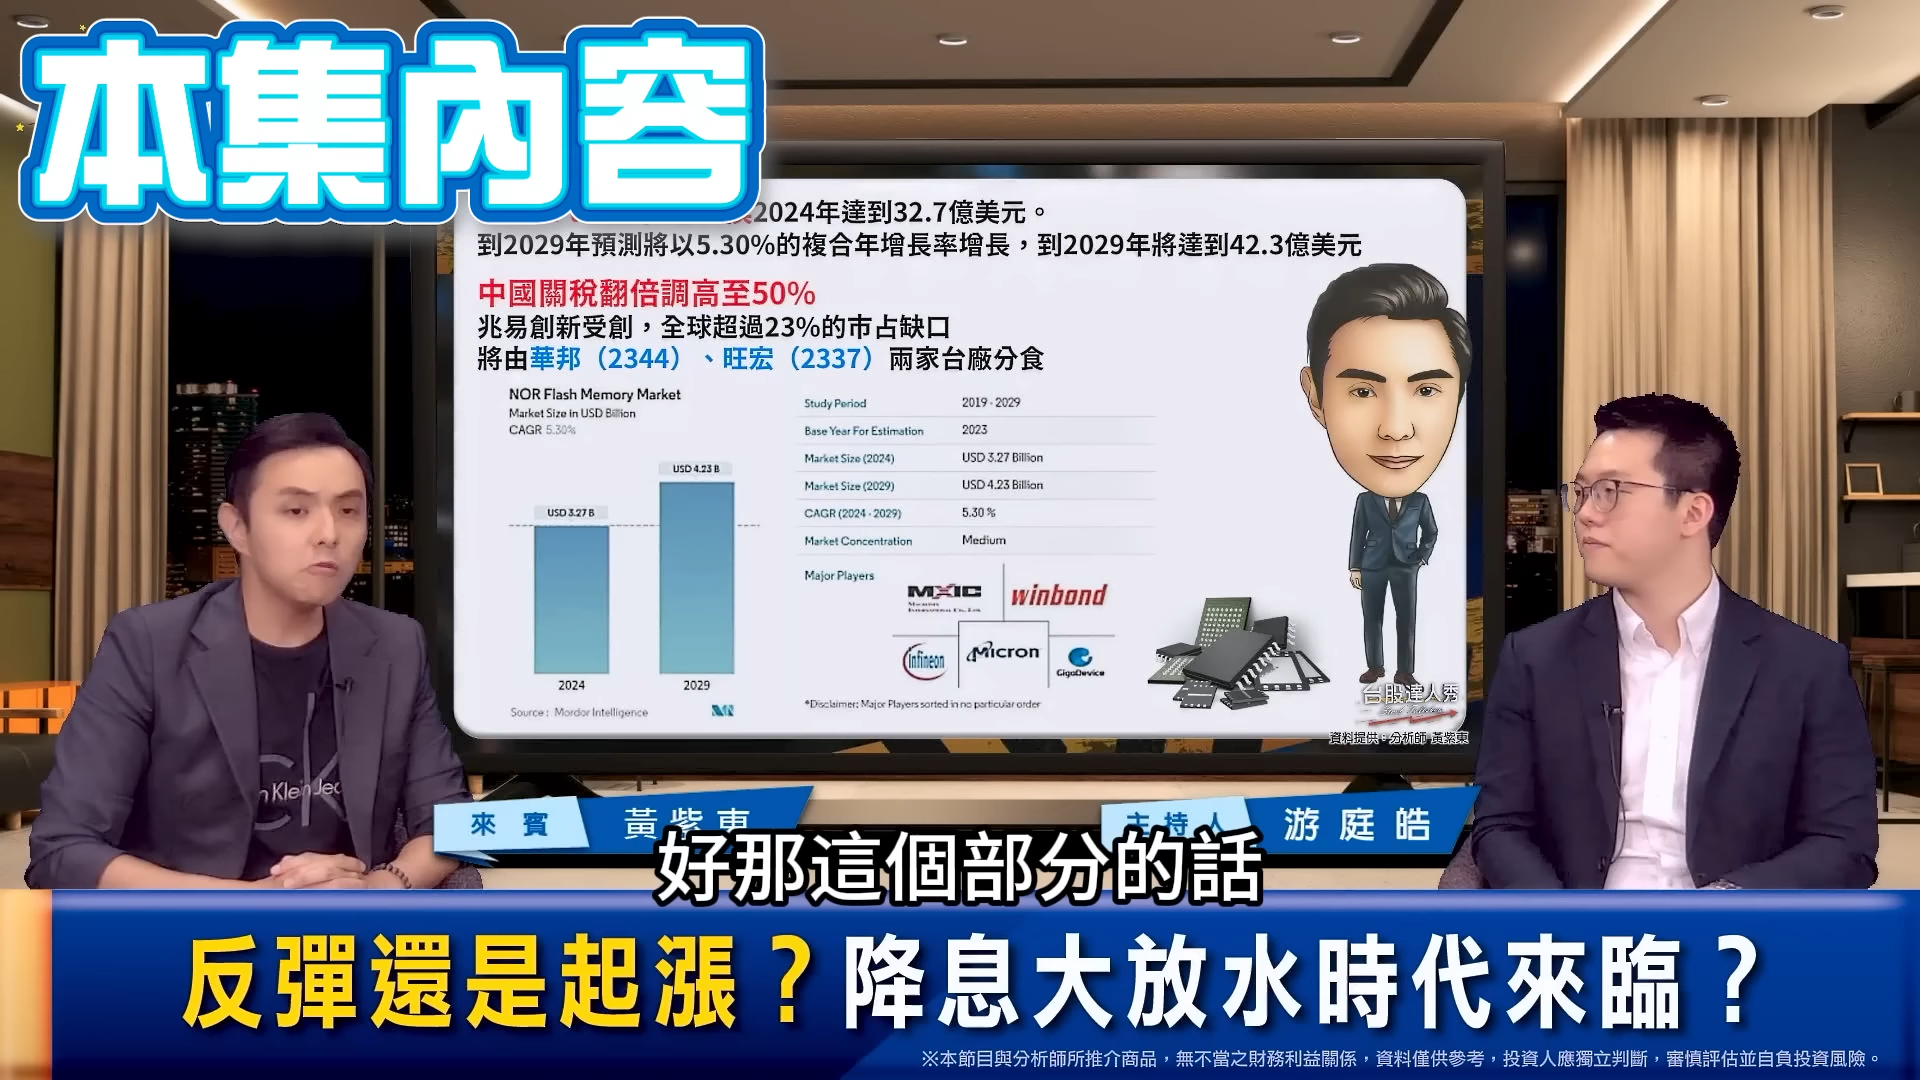 本集內容
2024年達到32.7億美元。
到2029年預測將以5.30%的複合年增長率增長，到2029年將達到42.3億美元
中國關稅翻倍調高至50%
兆易創新受創，全球超過23%的市占缺口
將由華邦（2344）、旺宏（2337）兩家台廠分食
NOR Flash Memory Market
Market Size in USD Billion
CAGR 5.30%
USD 3.27 B
USD 4.23 B
2024
2029
Source : Mordor Intelligence
Study Period 2019 - 2029
Base Year For Estimation 2023
Market Size (2024) USD 3.27 Billion
Market Size (2029) USD 4.23 Billion
CAGR (2024 - 2029) 5.30 %
Market Concentration Medium
Major Players
MXIC
winbond
Infineon
Micron
GigaDevice
*Disclaimer: Major Players sorted in no particular order
台股達人秀
資料提供：分析師 黃紫東
來賓 黃紫東
主持人 游庭皓
好那這個部分的話
反彈還是起漲？降息大放水時代來臨？
※本節目與分析師所推介商品，無不當之財務利益關係，資料僅供參考，投資人應獨立判斷，審慎評估並自負投資風險。